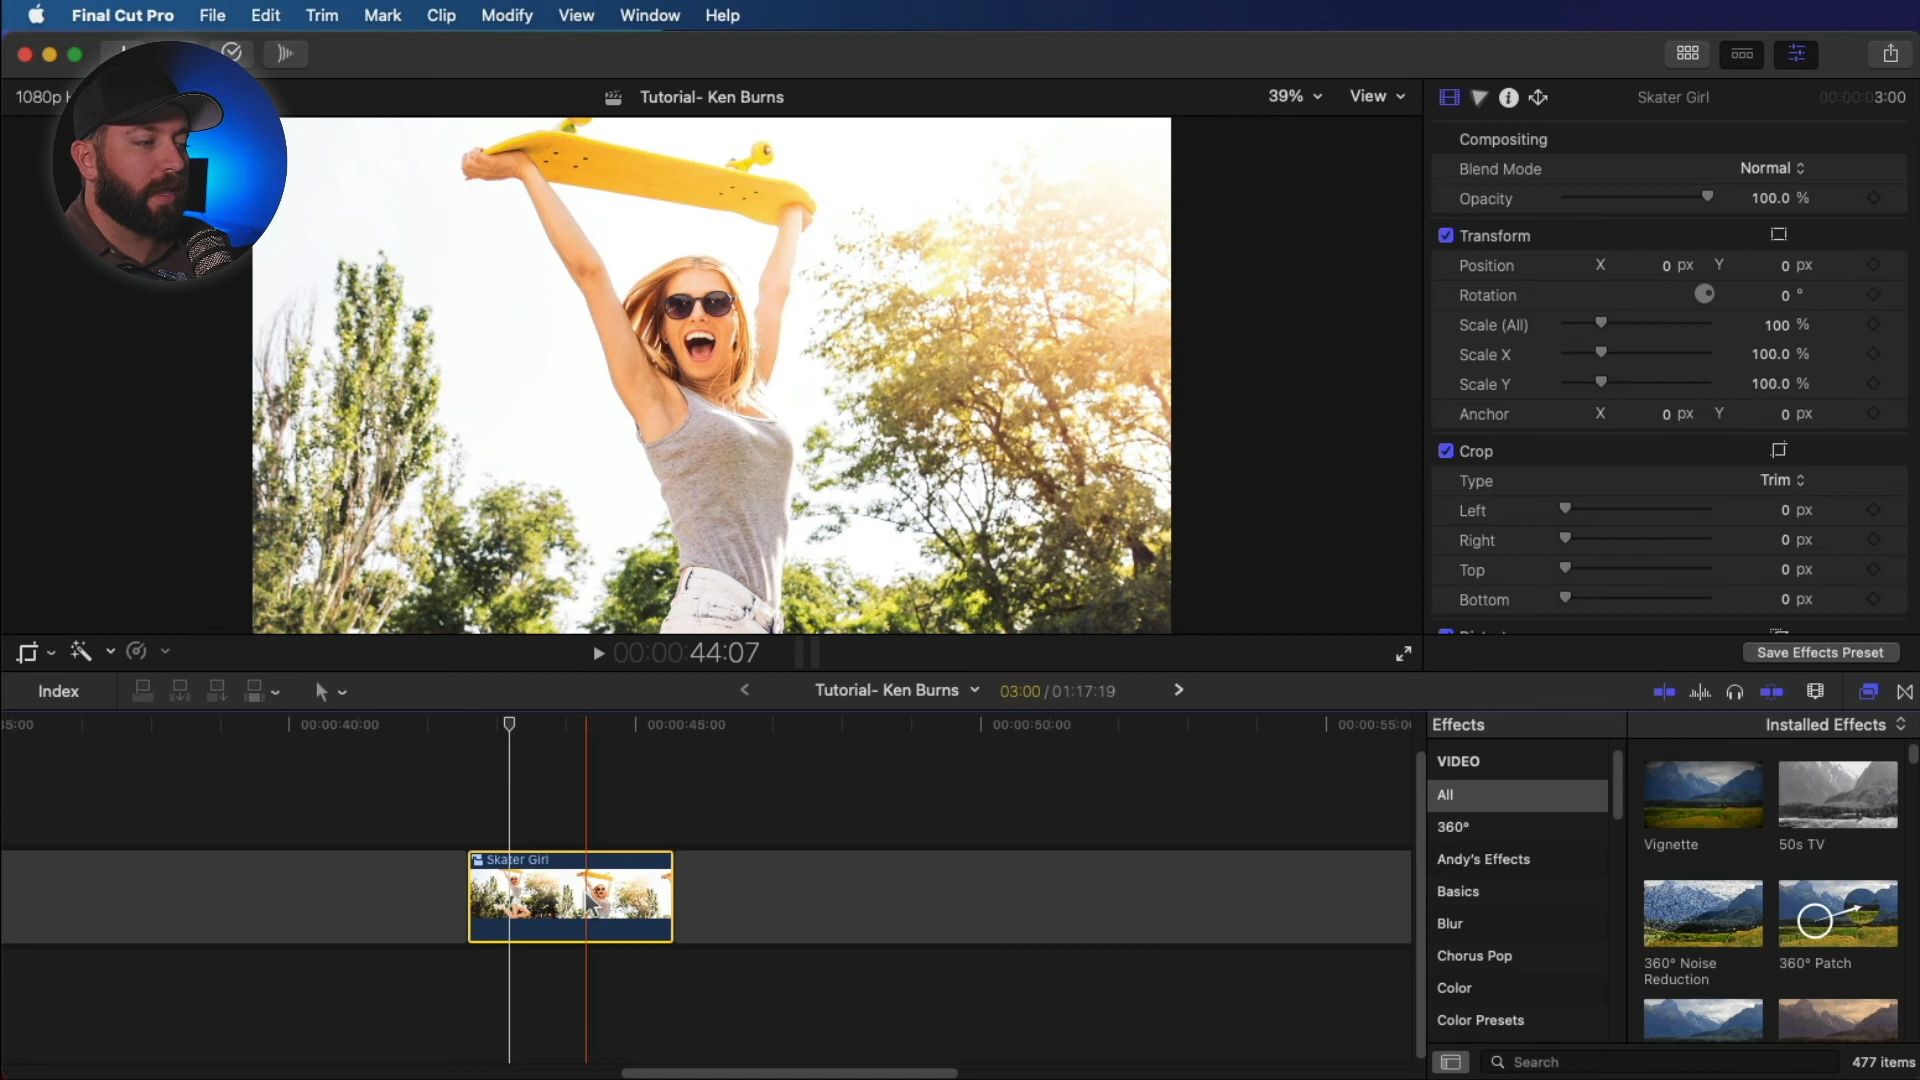 Final Cut Pro File Edit Trim Mark Clip Modify View Window Help
1080p
Tutorial- Ken Burns
39%
View
Skater Girl
00:00:03:00
Compositing
Blend Mode Normal
Opacity 100.0 %
Transform
Position X 0 px Y 0 px
Rotation 0 °
Scale (All) 100 %
Scale X 100.0 %
Scale Y 100.0 %
Anchor X 0 px Y 0 px
Crop
Type Trim
Left 0 px
Right 0 px
Top 0 px
Bottom 0 px
00:00:44:07
Save Effects Preset
Index
Tutorial- Ken Burns
03:00 / 01:17:19
00:00:40:00
00:00:45:00
00:00:50:00
Skater Girl
Effects
Installed Effects
VIDEO
All
360°
Andy's Effects
Basics
Blur
Chorus Pop
Color
Color Presets
Vignette
50s TV
360° Noise
Reduction
360° Patch
Search
477 items